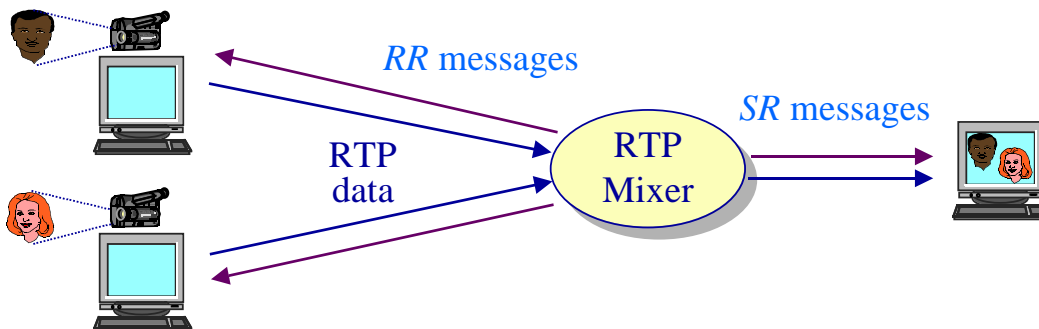 RR messages
SR messages
RTP
data
RTP
Mixer